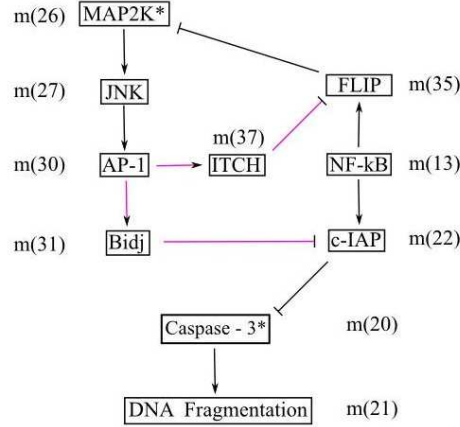 m(26) MAP2K*
m(27) JNK FLIP m(35)
m(37)
m(30) AP-1 ITCH NF-kB m(13)
m(31) Bidj c-IAP m(22)
Caspase - 3* m(20)
DNA Fragmentation m(21)